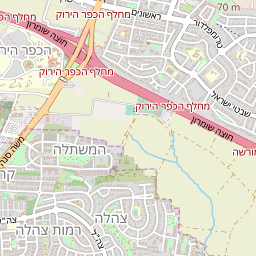 70 m
ראשונים
מחלף הכפר הירוק
חוצה שומרון
טרומפלדור
הכפר הירוק
מחלף הכפר הירוק
מחלף הכפר הירוק
שבטי ישראל
חוצה שומרון
משה סנה
המשתלה
צהלה
רמות צהלה
צה"ל